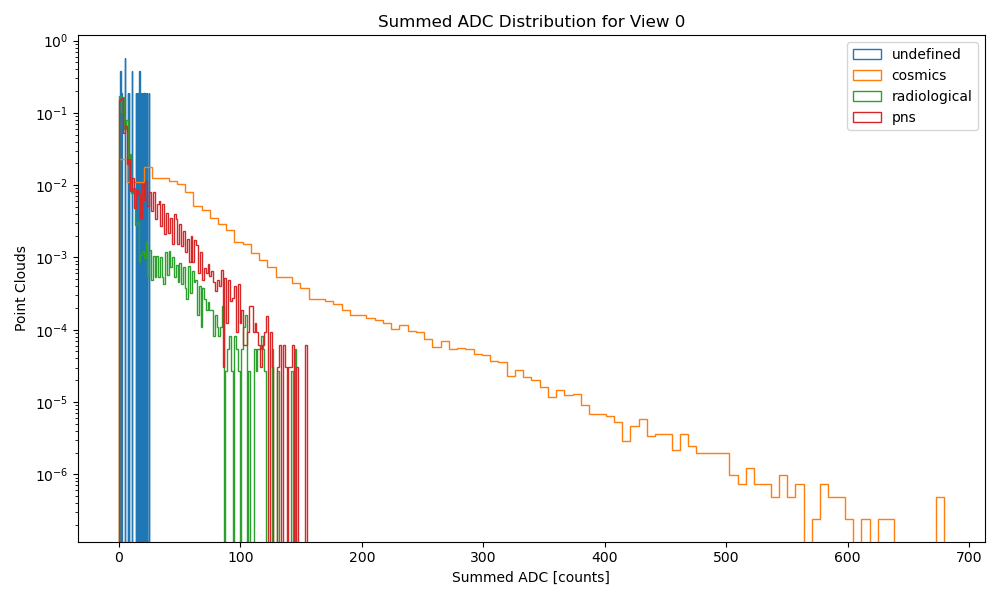 Summed ADC Distribution for View 0
Point Clouds
10⁰
10⁻¹
10⁻²
10⁻³
10⁻⁴
10⁻⁵
10⁻⁶
undefined
cosmics
radiological
pns
0 100 200 300 400 500 600 700
Summed ADC [counts]